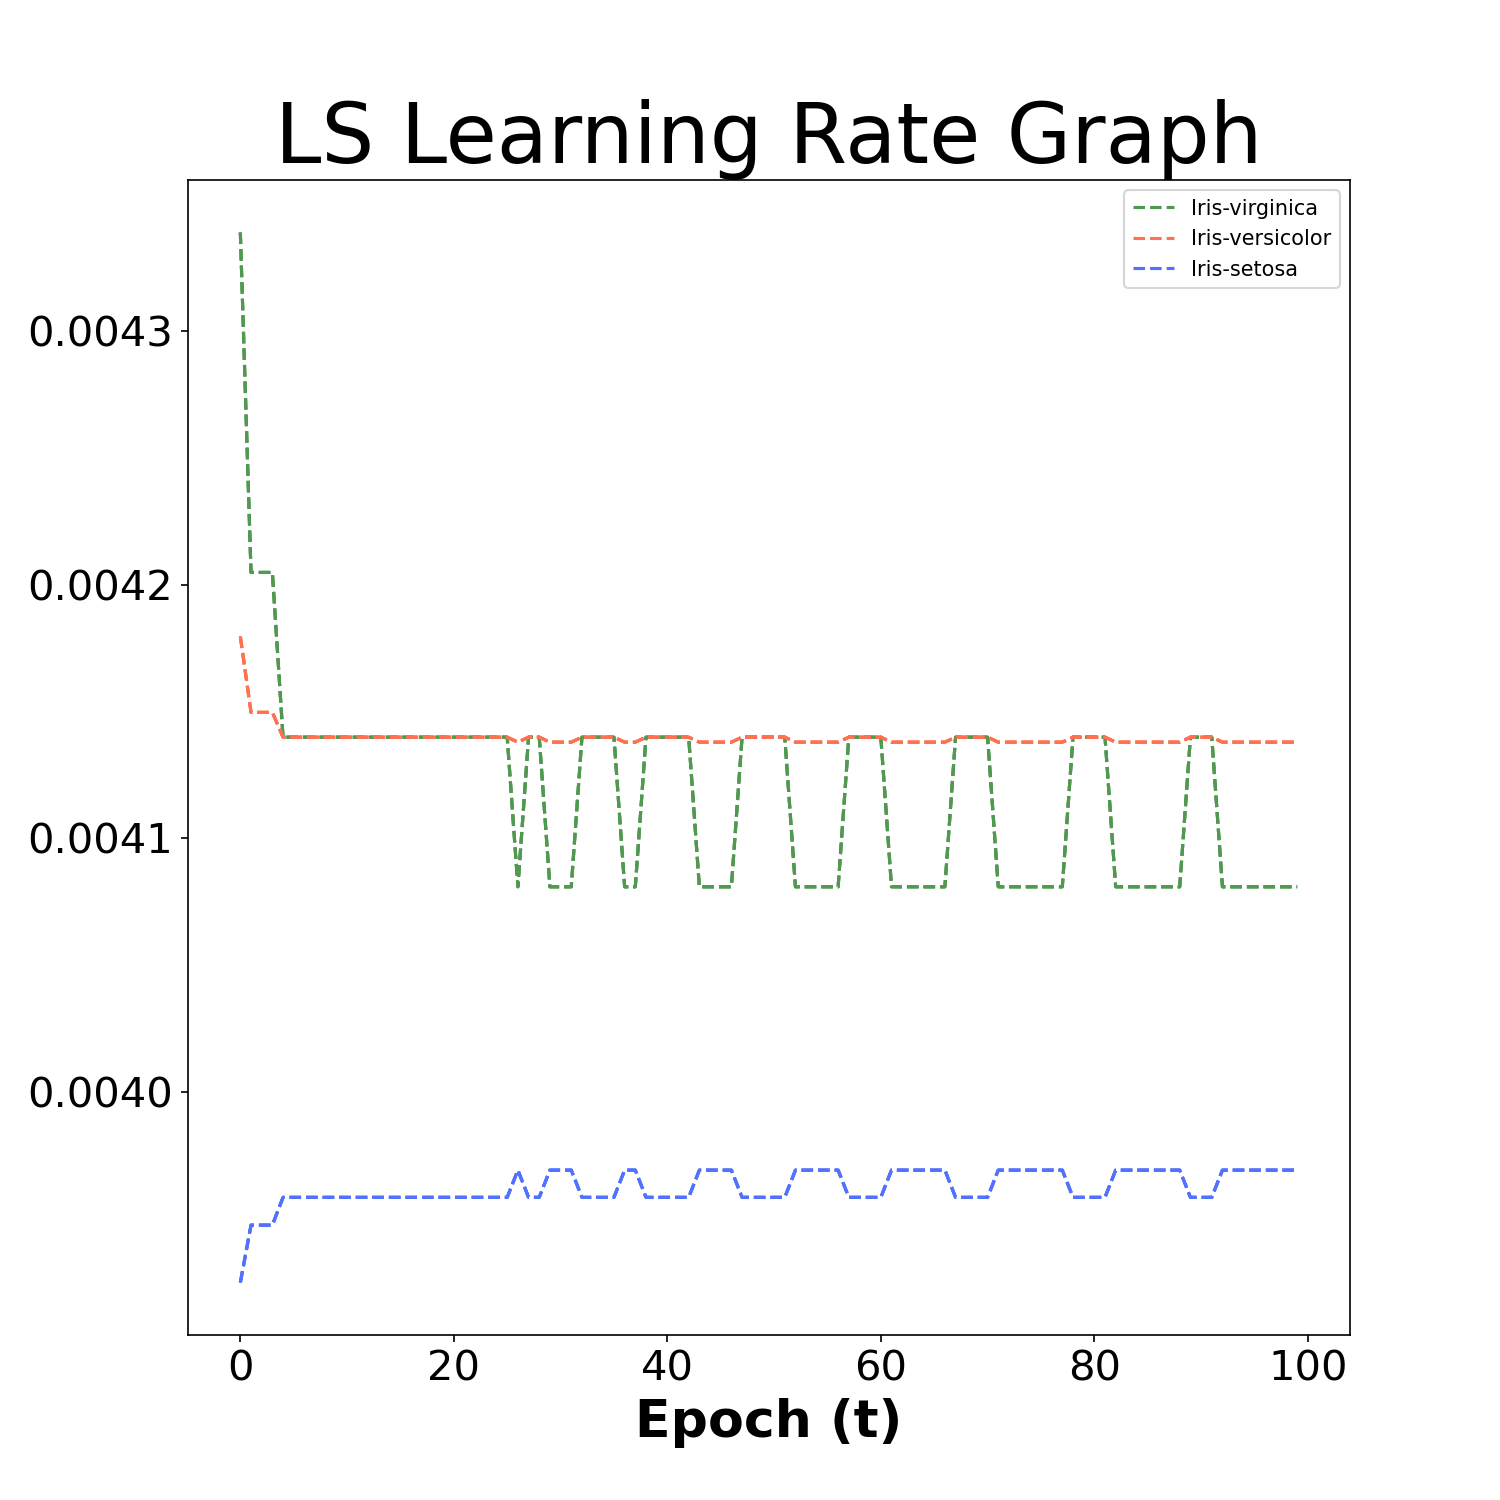 LS Learning Rate Graph
Iris-virginica
Iris-versicolor
Iris-setosa
0.0043
0.0042
0.0041
0.0040
0 20 40 60 80 100
Epoch (t)